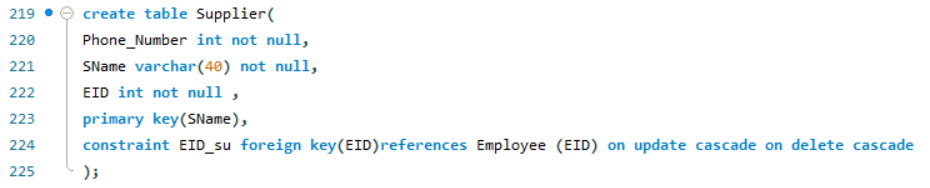 219 create table Supplier(
220 Phone_Number int not null,
221 SName varchar(40) not null,
222 EID int not null ,
223 primary key(SName),
224 constraint EID_su foreign key(EID)references Employee (EID) on update cascade on delete cascade
225 );